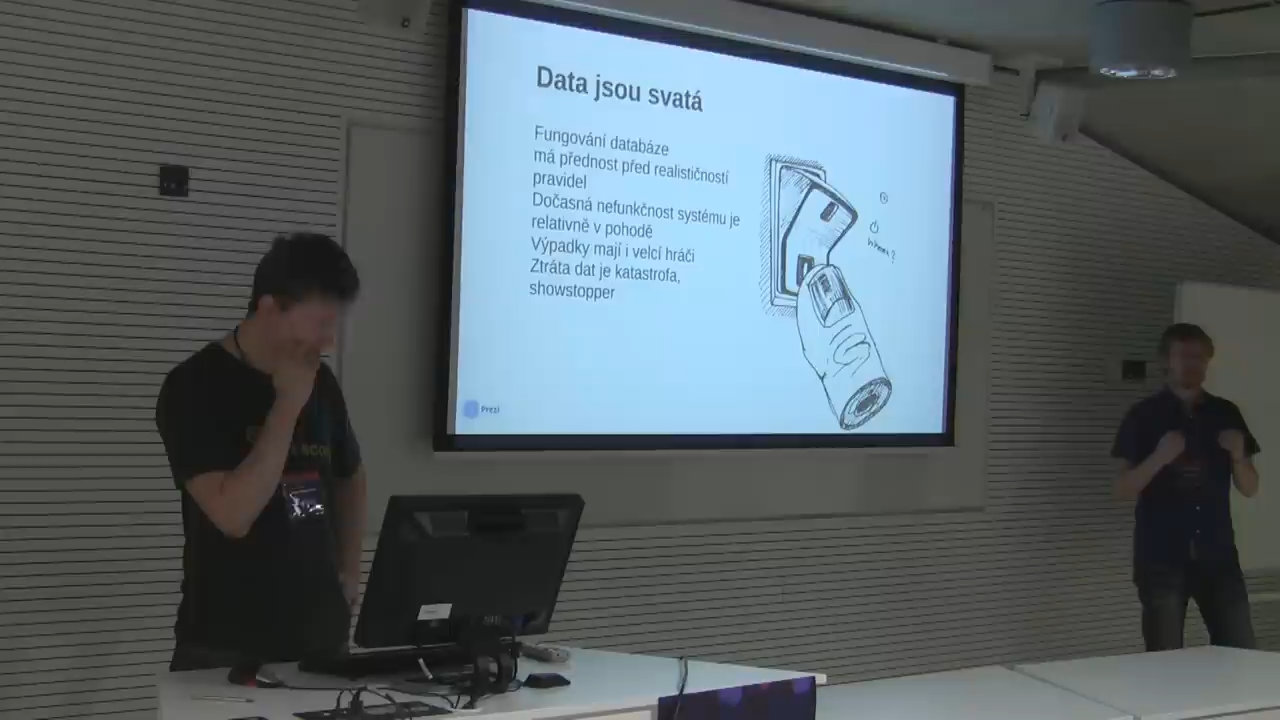 Data jsou svatá
Fungování databáze
má přednost před realističností
pravidel
Dočasná nefunkčnost systému je
relativně v pohodě
Výpadky mají i velcí hráči
Ztráta dat je katastrofa,
showstopper
Prezi